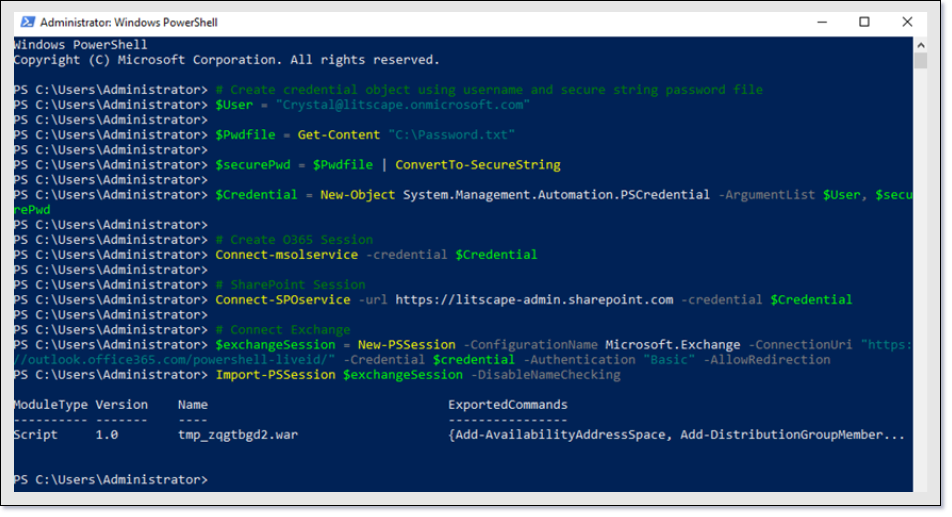 Administrator: Windows PowerShell
Windows PowerShell
Copyright (C) Microsoft Corporation. All rights reserved.
PS C:\Users\Administrator> # Create credential object using username and secure string password file
PS C:\Users\Administrator> $User = "Crystal@litscape.onmicrosoft.com"
PS C:\Users\Administrator>
PS C:\Users\Administrator> $Pwdfile = Get-Content "C:\Password.txt"
PS C:\Users\Administrator>
PS C:\Users\Administrator> $securePwd = $Pwdfile | ConvertTo-SecureString
PS C:\Users\Administrator>
PS C:\Users\Administrator> $Credential = New-Object System.Management.Automation.PSCredential -ArgumentList $User, $secu
rePwd
PS C:\Users\Administrator>
PS C:\Users\Administrator> # Create O365 Session
PS C:\Users\Administrator> Connect-msolservice -credential $Credential
PS C:\Users\Administrator>
PS C:\Users\Administrator> # SharePoint Session
PS C:\Users\Administrator> Connect-SPOservice -url https://litscape-admin.sharepoint.com -credential $Credential
PS C:\Users\Administrator>
PS C:\Users\Administrator> # Connect Exchange
PS C:\Users\Administrator> $exchangeSession = New-PSSession -ConfigurationName Microsoft.Exchange -ConnectionUri "https:
//outlook.office365.com/powershell-liveid/" -Credential $credential -Authentication "Basic" -AllowRedirection
PS C:\Users\Administrator> Import-PSSession $exchangeSession -DisableNameChecking
ModuleType Version    Name                                ExportedCommands
---------- -------    ----                                ----------------
Script     1.0        tmp_zqgtbgd2.war                    {Add-AvailabilityAddressSpace, Add-DistributionGroupMember...
PS C:\Users\Administrator>